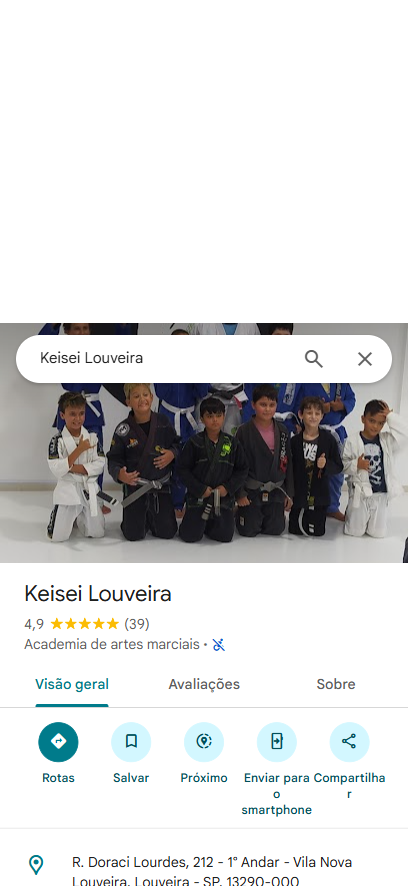 Keisei Louveira
Keisei Louveira
4,9 (39)
Academia de artes marciais ·
Visão geral
Avaliações
Sobre
Rotas
Salvar
Próximo
Enviar para o
smartphone
Compartilhar
R. Doraci Lourdes, 212 - 1° Andar - Vila Nova
Louveira, Louveira - SP, 13290-000